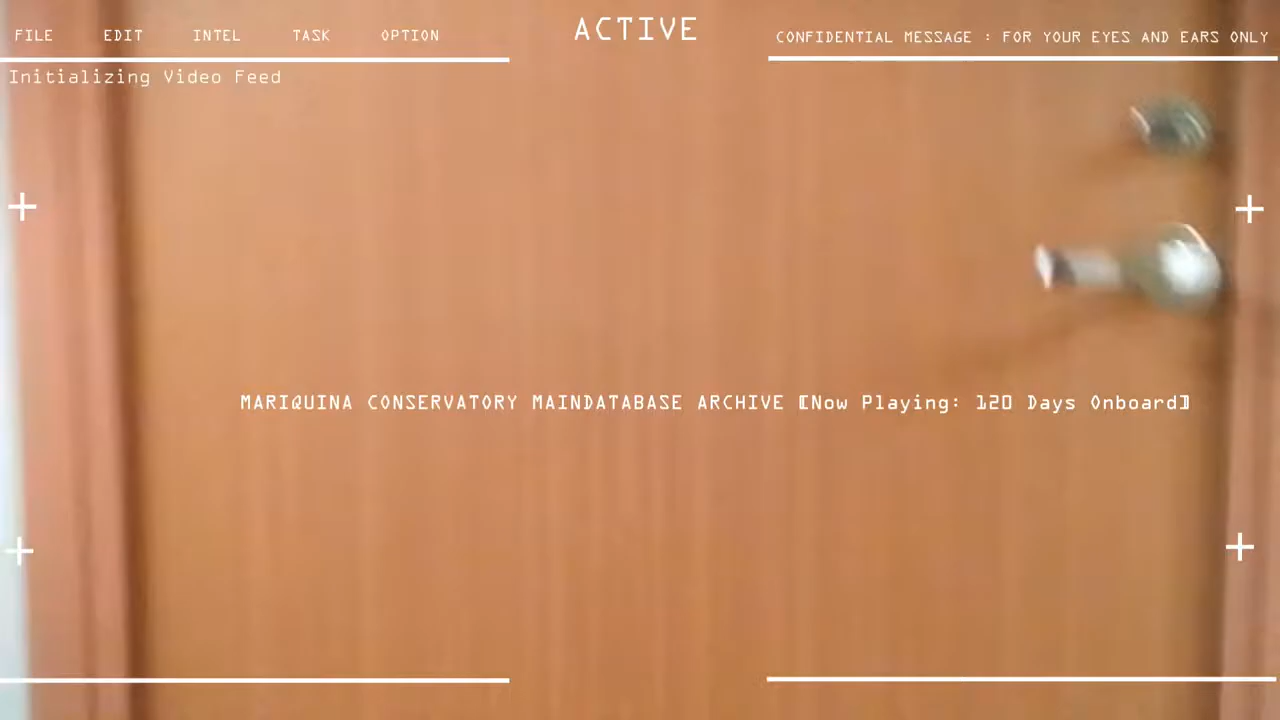 FILE EDIT INTEL TASK OPTION
ACTIVE
CONFIDENTIAL MESSAGE : FOR YOUR EYES AND EARS ONLY
Initializing Video Feed
MARIQUINA CONSERVATORY MAINDATABASE ARCHIVE [Now Playing: 120 Days Onboard]